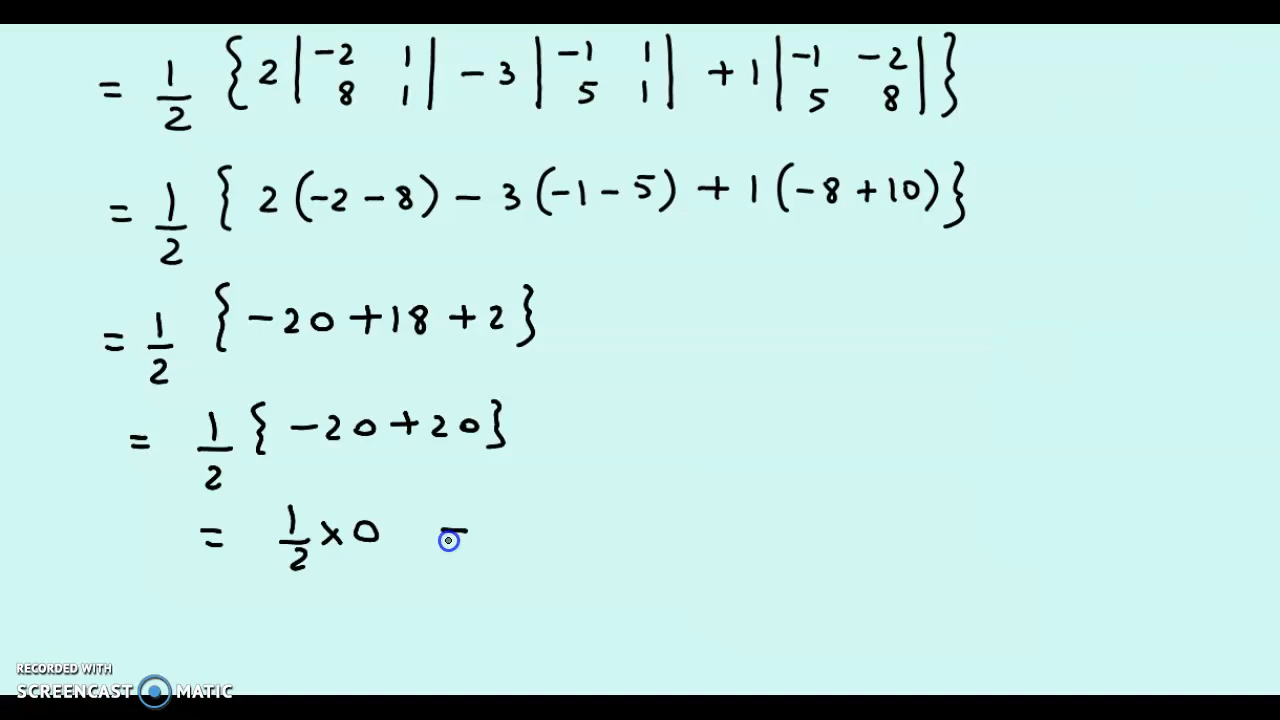 = 1/2 { 2 |-2 1; 8 1| - 3 |-1 1; 5 1| + 1 |-1 -2; 5 8| }
= 1/2 { 2 (-2 - 8) - 3 (-1 - 5) + 1 (-8 + 10) }
= 1/2 { -20 + 18 + 2 }
= 1/2 { -20 + 20 }
= 1/2 × 0 =
RECORDED WITH
SCREENCAST MATIC